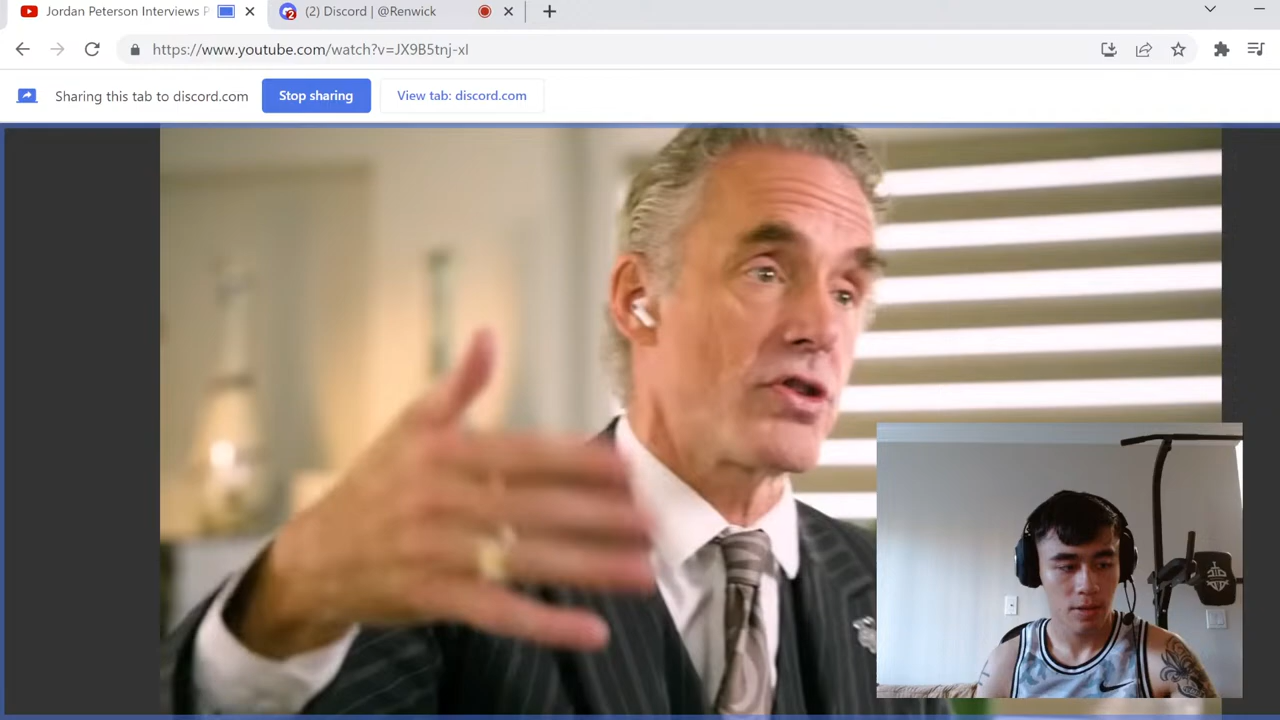 Jordan Peterson Interviews P
(2) Discord | @Renwick
https://www.youtube.com/watch?v=JX9B5tnj-xI
Sharing this tab to discord.com
Stop sharing
View tab: discord.com